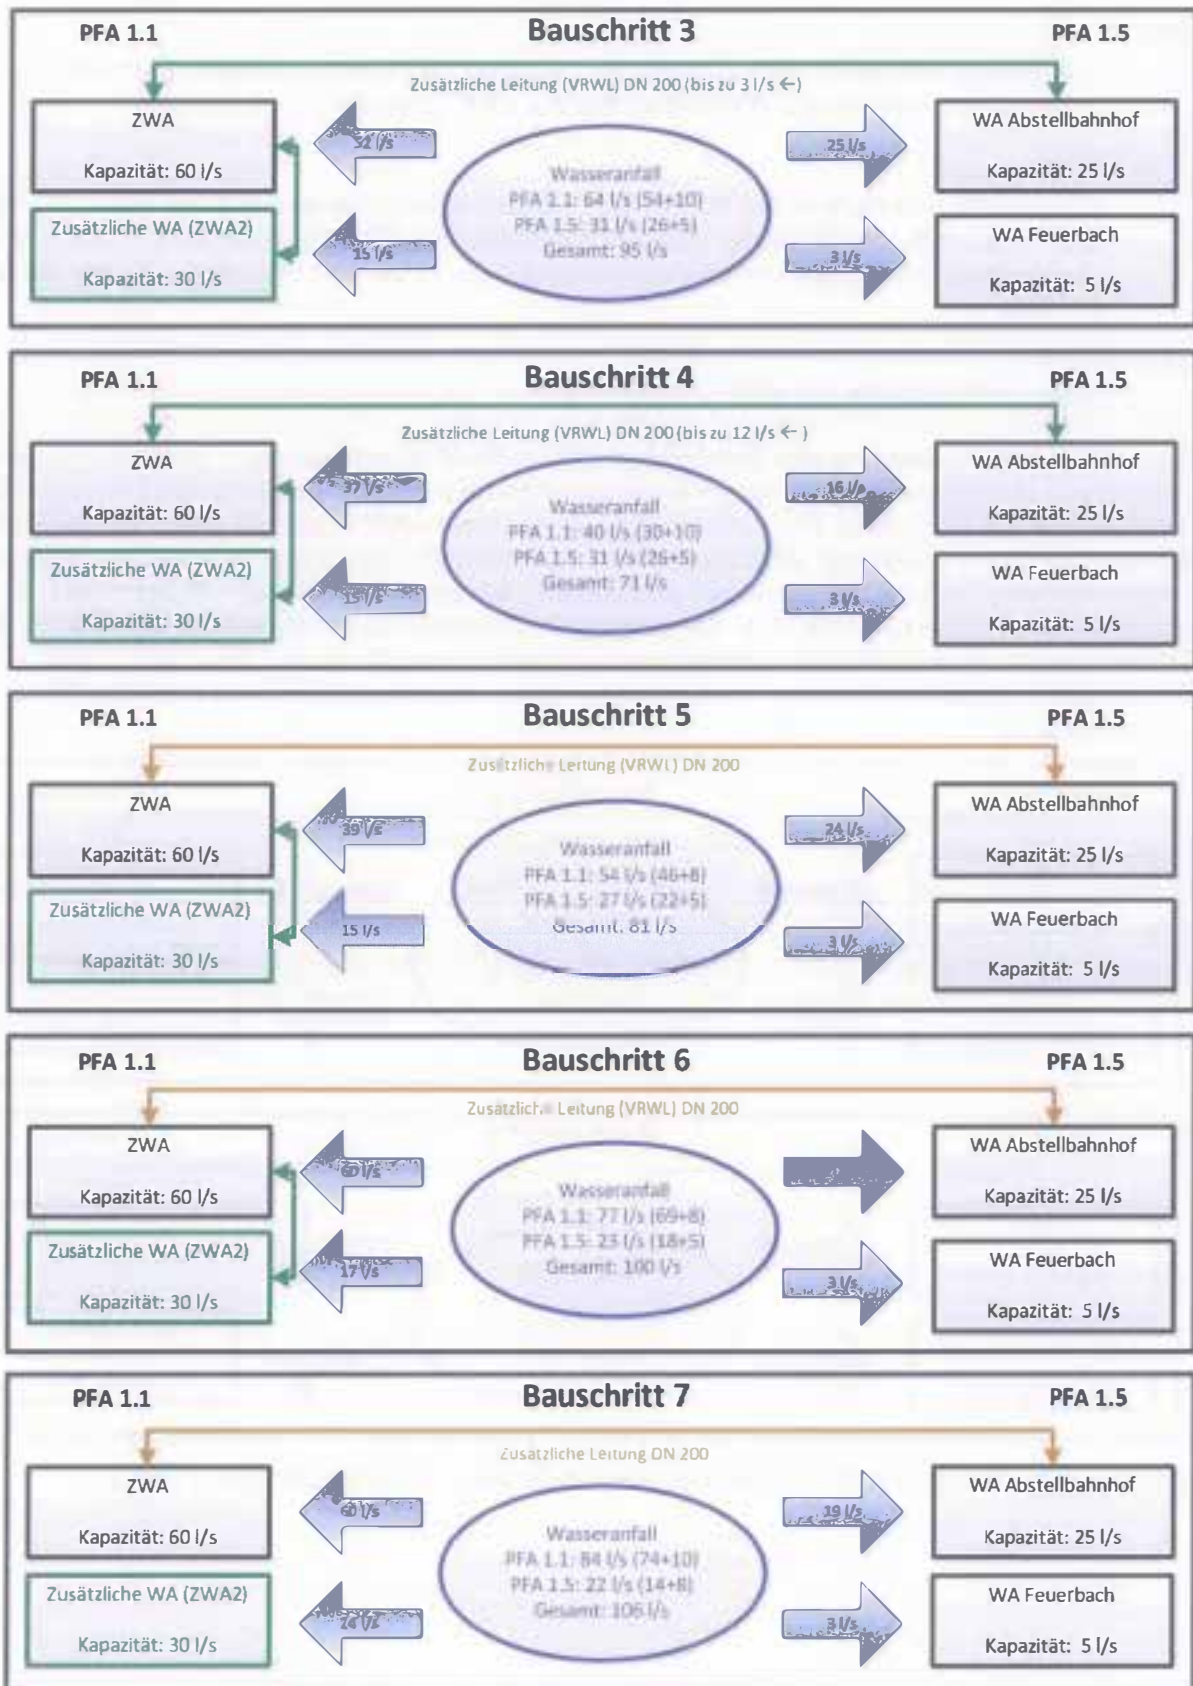 PFA 1.1 Bauschritt 3 PFA 1.5
Zusätzliche Leitung (VRWL) DN 200 (bis zu 3 l/s ←)
ZWA
Kapazität: 60 l/s
Zusätzliche WA (ZWA2)
Kapazität: 30 l/s
15 l/s
Wasseranfall
PFA 1.1: 64 l/s (54+10)
PFA 1.5: 31 l/s (26+5)
Gesamt: 95 l/s
25 l/s
3 l/s
WA Abstellbahnhof
Kapazität: 25 l/s
WA Feuerbach
Kapazität: 5 l/s
PFA 1.1 Bauschritt 4 PFA 1.5
Zusätzliche Leitung (VRWL) DN 200 (bis zu 12 l/s ← )
ZWA
Kapazität: 60 l/s
Zusätzliche WA (ZWA2)
Kapazität: 30 l/s
37 l/s
15 l/s
Wasseranfall
PFA 1.1: 40 l/s (30+10)
PFA 1.5: 31 l/s (26+5)
Gesamt: 71 l/s
16 l/s
3 l/s
WA Abstellbahnhof
Kapazität: 25 l/s
WA Feuerbach
Kapazität: 5 l/s
PFA 1.1 Bauschritt 5 PFA 1.5
Zusätzliche Leitung (VRWL) DN 200
ZWA
Kapazität: 60 l/s
Zusätzliche WA (ZWA2)
Kapazität: 30 l/s
39 l/s
15 l/s
Wasseranfall
PFA 1.1: 54 l/s (46+8)
PFA 1.5: 27 l/s (22+5)
Gesamt: 81 l/s
24 l/s
3 l/s
WA Abstellbahnhof
Kapazität: 25 l/s
WA Feuerbach
Kapazität: 5 l/s
PFA 1.1 Bauschritt 6 PFA 1.5
Zusätzliche Leitung (VRWL) DN 200
ZWA
Kapazität: 60 l/s
Zusätzliche WA (ZWA2)
Kapazität: 30 l/s
60 l/s
17 l/s
Wasseranfall
PFA 1.1: 77 l/s (69+8)
PFA 1.5: 23 l/s (18+5)
Gesamt: 100 l/s
3 l/s
WA Abstellbahnhof
Kapazität: 25 l/s
WA Feuerbach
Kapazität: 5 l/s
PFA 1.1 Bauschritt 7 PFA 1.5
Zusätzliche Leitung DN 200
ZWA
Kapazität: 60 l/s
Zusätzliche WA (ZWA2)
Kapazität: 30 l/s
60 l/s
24 l/s
Wasseranfall
PFA 1.1: 84 l/s (74+10)
PFA 1.5: 22 l/s (14+8)
Gesamt: 106 l/s
19 l/s
3 l/s
WA Abstellbahnhof
Kapazität: 25 l/s
WA Feuerbach
Kapazität: 5 l/s